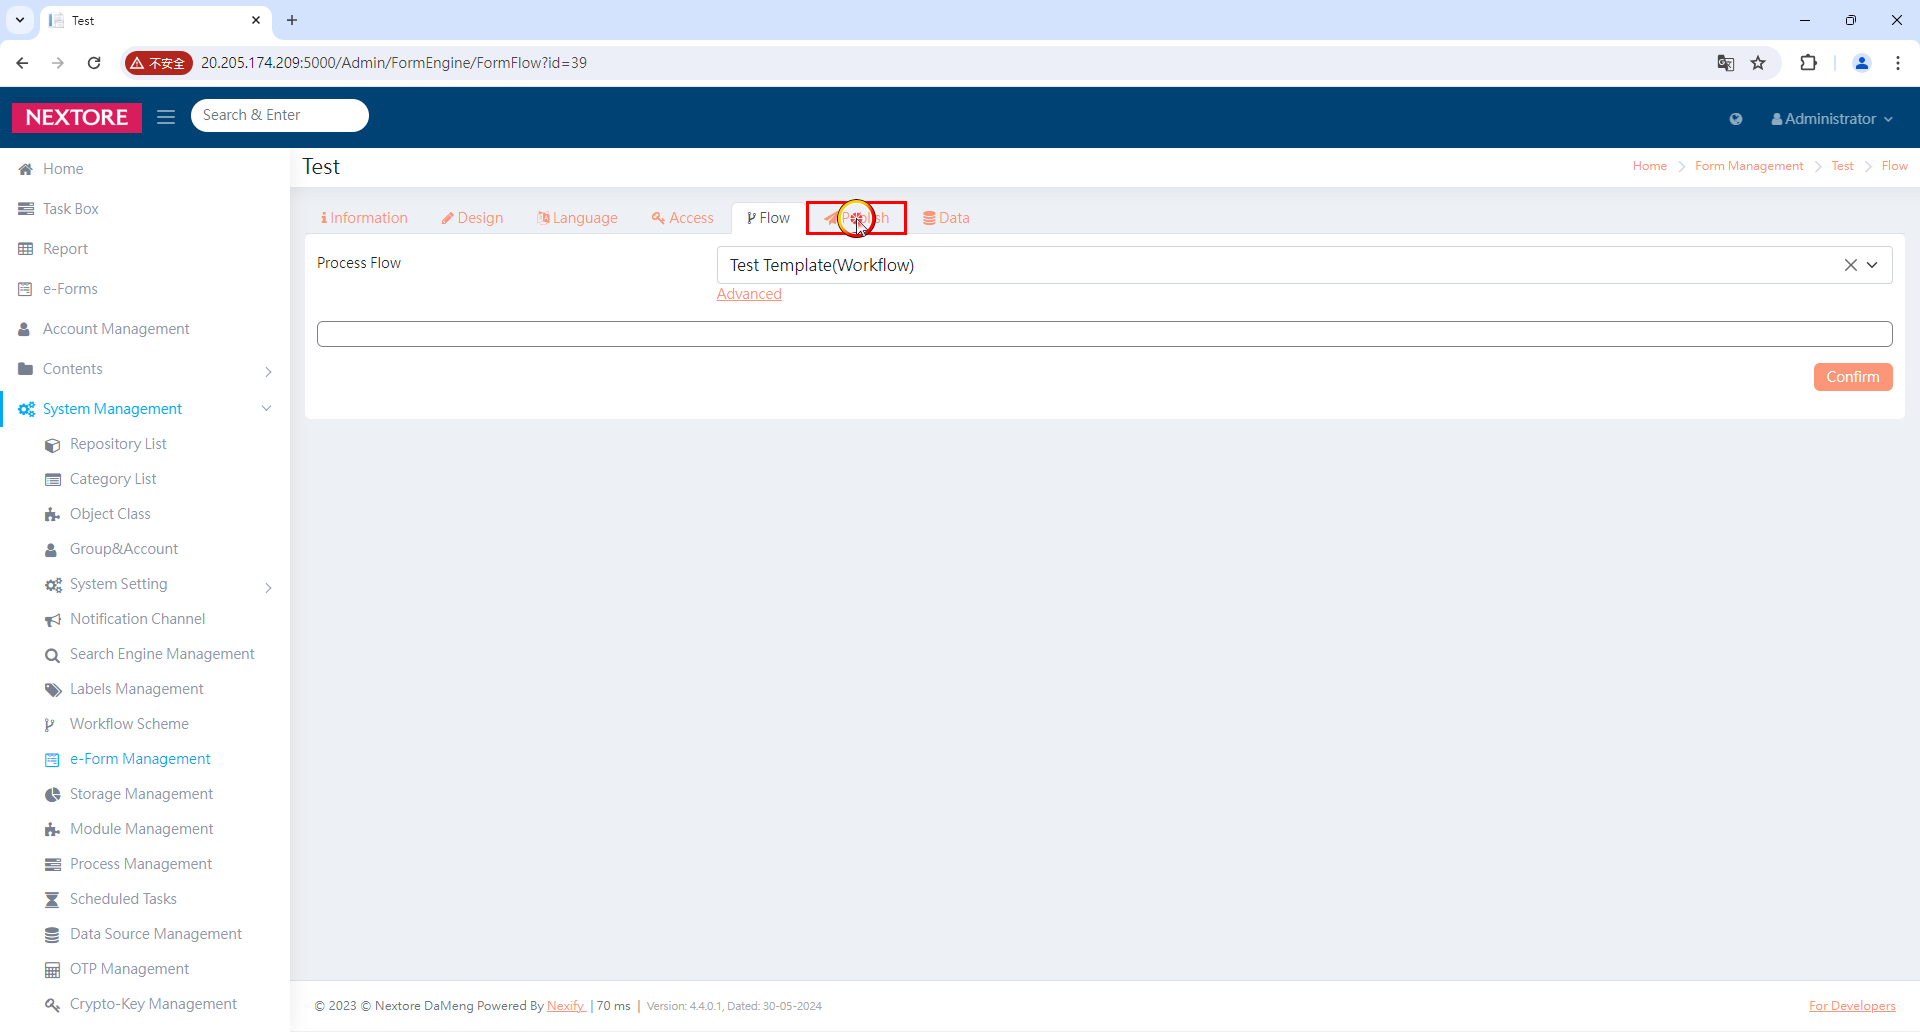 Test
不安全
20.205.174.209:5000/Admin/FormEngine/FormFlow?id=39
NEXTORE
Search & Enter
Administrator
Home
Task Box
Report
e-Forms
Account Management
Contents
System Management
Repository List
Category List
Object Class
Group&Account
System Setting
Notification Channel
Search Engine Management
Labels Management
Workflow Scheme
e-Form Management
Storage Management
Module Management
Process Management
Scheduled Tasks
Data Source Management
OTP Management
Crypto-Key Management
Test
Home
Form Management
Test
Flow
Information
Design
Language
Access
Flow
Publish
Data
Process Flow
Test Template(Workflow)
Advanced
Confirm
© 2023 © Nextore DaMeng Powered By Nexify | 70 ms | Version: 4.4.0.1, Dated: 30-05-2024
For Developers